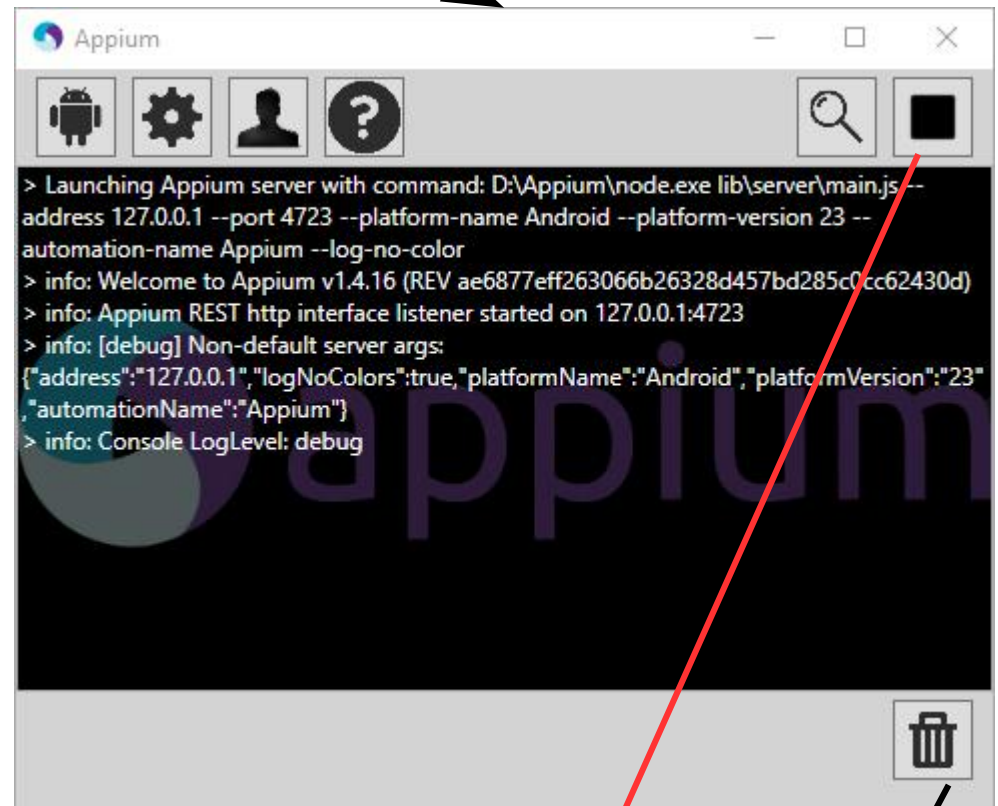 Appium
> Launching Appium server with command: D:\Appium\node.exe lib\server\main.js --
address 127.0.0.1 --port 4723 --platform-name Android --platform-version 23 --
automation-name Appium --log-no-color
> info: Welcome to Appium v1.4.16 (REV ae6877eff263066b26328d457bd285c0cc62430d)
> info: Appium REST http interface listener started on 127.0.0.1:4723
> info: [debug] Non-default server args:
{"address":"127.0.0.1","logNoColors":true,"platformName":"Android","platformVersion":"23"
,"automationName":"Appium"}
> info: Console LogLevel: debug
appium